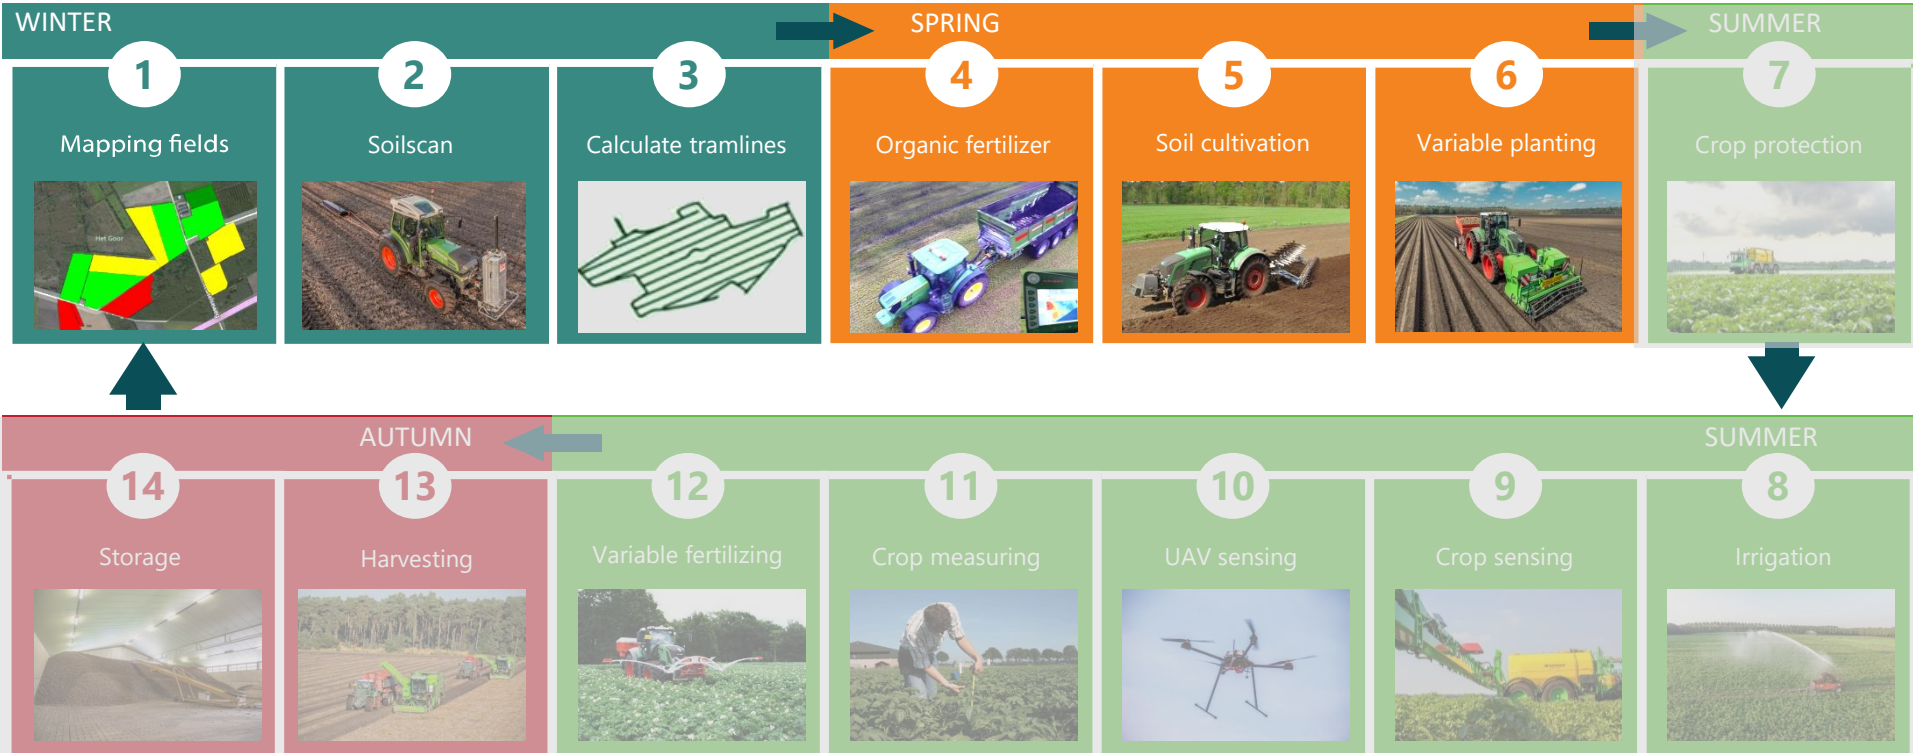 WINTER
SPRING
SUMMER
1
2
3
4
5
6
7
Mapping fields
Soilscan
Calculate tramlines
Organic fertilizer
Soil cultivation
Variable planting
Crop protection
Het Goor
AUTUMN
SUMMER
14
13
12
11
10
9
8
Storage
Harvesting
Variable fertilizing
Crop measuring
UAV sensing
Crop sensing
Irrigation